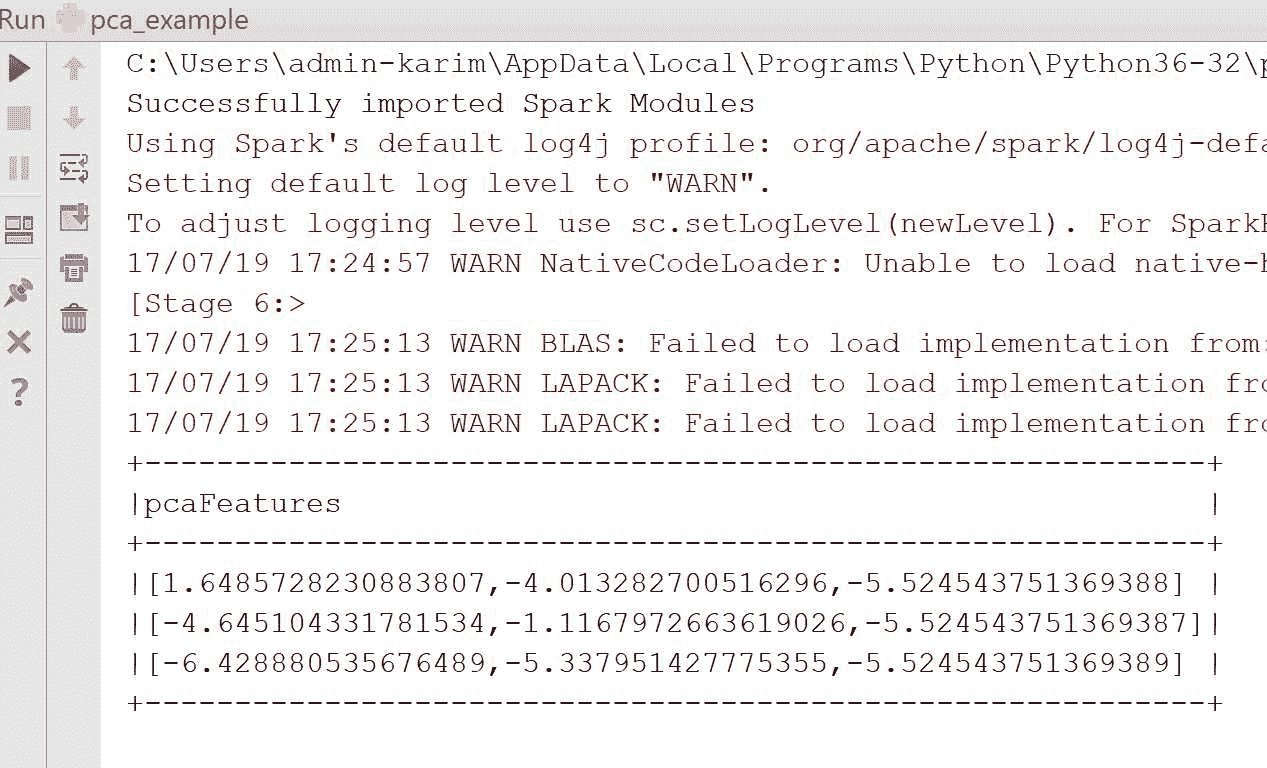 Run pca_example
C:\Users\admin-karim\AppData\Local\Programs\Python\Python36-32\p
Successfully imported Spark Modules
Using Spark's default log4j profile: org/apache/spark/log4j-defa
Setting default log level to "WARN".
To adjust logging level use sc.setLogLevel(newLevel). For SparkR
17/07/19 17:24:57 WARN NativeCodeLoader: Unable to load native-h
[Stage 6:>
17/07/19 17:25:13 WARN BLAS: Failed to load implementation from:
17/07/19 17:25:13 WARN LAPACK: Failed to load implementation fro
17/07/19 17:25:13 WARN LAPACK: Failed to load implementation fro
+-----------------------------------------------------------+
|pcaFeatures                                                |
+-----------------------------------------------------------+
|[1.6485728230883807,-4.013282700516296,-5.524543751369388] |
|[-4.645104331781534,-1.1167972663619026,-5.524543751369387]|
|[-6.428880535676489,-5.337951427775355,-5.524543751369389] |
+-----------------------------------------------------------+